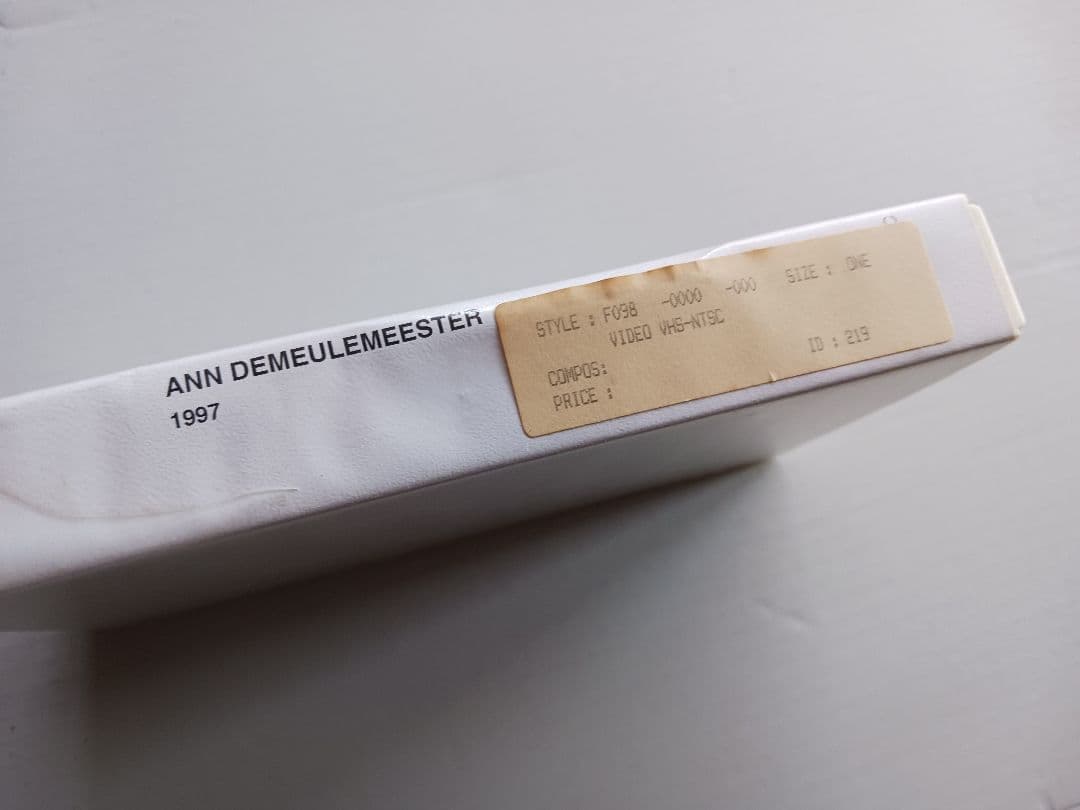 ANN DEMEULEMEESTER
1997
STYLE : F098 -0000 -000 SIZE : ONE
VIDEO VHS-NTSC
COMPOS: ID : 219
PRICE :